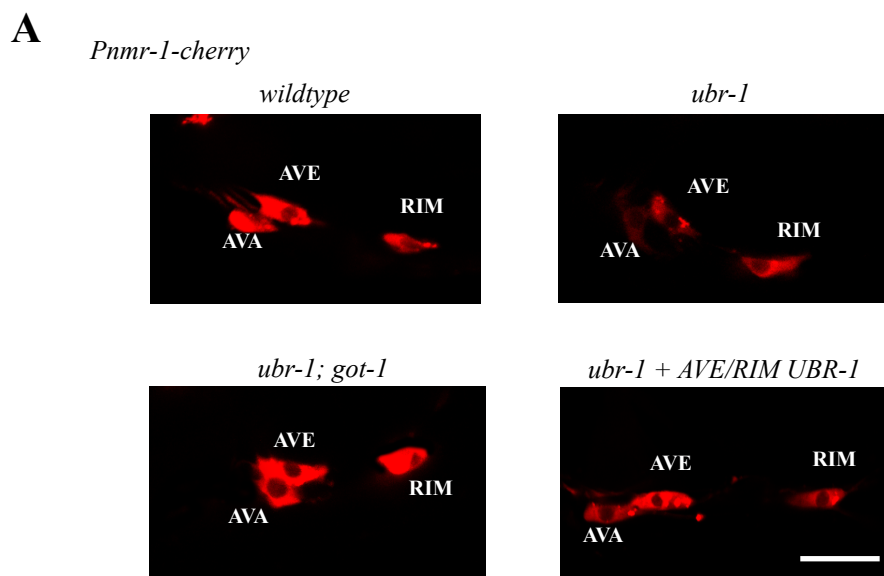 A
Pnmr-1-cherry
wildtype
AVE
RIM
AVA
ubr-1
AVE
RIM
AVA
ubr-1; got-1
AVE
RIM
AVA
ubr-1 + AVE/RIM UBR-1
AVE
RIM
AVA